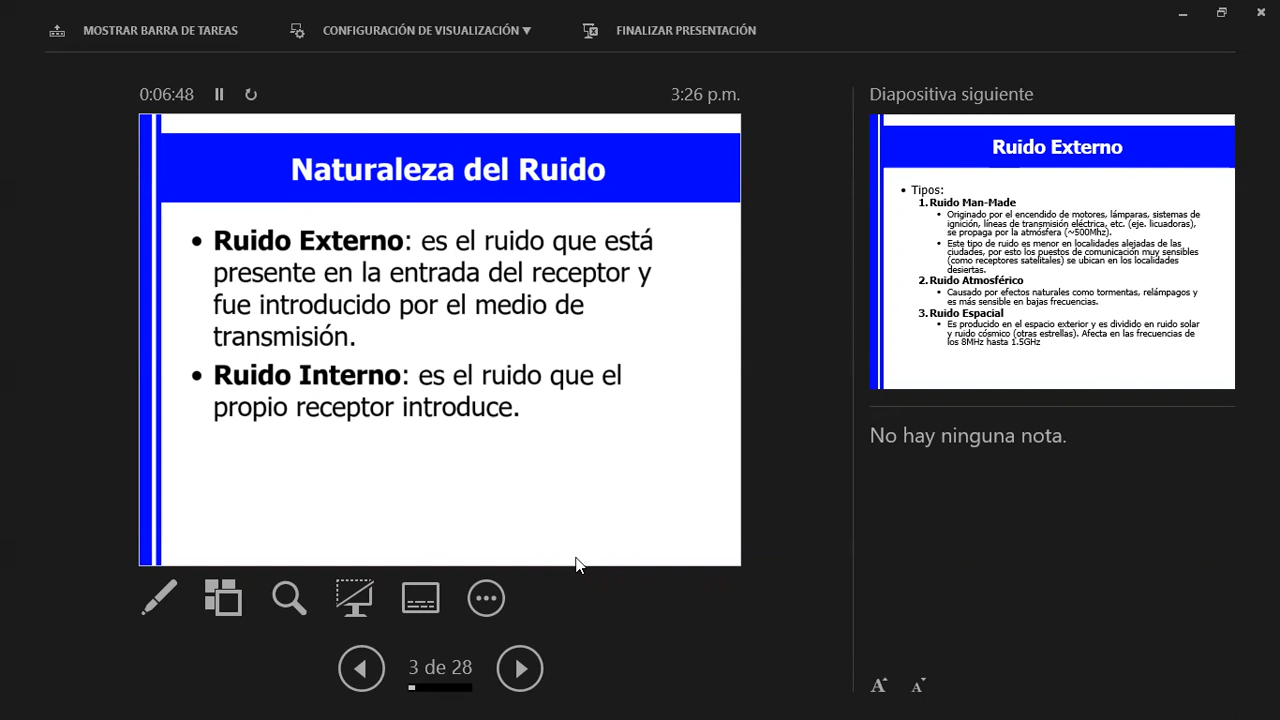 MOSTRAR BARRA DE TAREAS
CONFIGURACIÓN DE VISUALIZACIÓN ▼
FINALIZAR PRESENTACIÓN
0:06:48
3:26 p.m.
Naturaleza del Ruido
• Ruido Externo: es el ruido que está
presente en la entrada del receptor y
fue introducido por el medio de
transmisión.
• Ruido Interno: es el ruido que el
propio receptor introduce.
3 de 28
Diapositiva siguiente
Ruido Externo
• Tipos:
1. Ruido Man-Made
• Originado por el encendido de motores, lámparas, sistemas de
ignición, líneas de transmisión eléctrica, etc. (eje. licuadoras),
se propaga por la atmósfera (~500Mhz).
• Este tipo de ruido es menor en localidades alejadas de las
ciudades, por esto los puestos de comunicación muy sensibles
(como receptores satelitales) se ubican en los localidades
desiertas.
2. Ruido Atmosférico
• Causado por efectos naturales como tormentas, relámpagos y
es más sensible en bajas frecuencias.
3. Ruido Espacial
• Es producido en el espacio exterior y es dividido en ruido solar
y ruido cósmico (otras estrellas). Afecta en las frecuencias de
los 8MHz hasta 1.5GHz
No hay ninguna nota.
A A